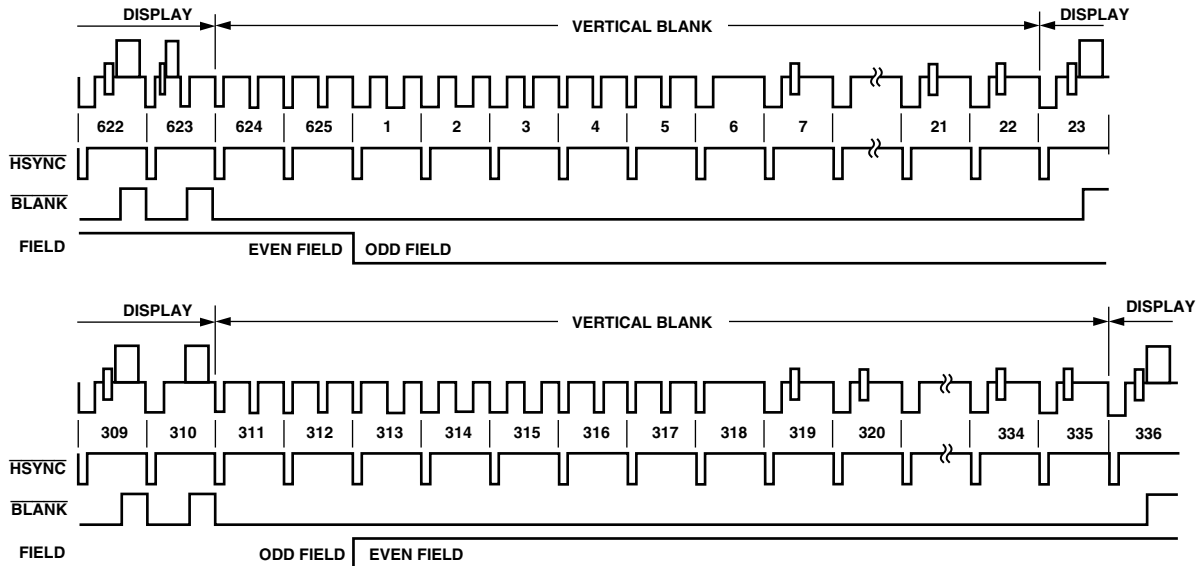 DISPLAY VERTICAL BLANK DISPLAY
622 623 624 625 1 2 3 4 5 6 7 21 22 23
HSYNC
BLANK
FIELD EVEN FIELD ODD FIELD
DISPLAY VERTICAL BLANK DISPLAY
309 310 311 312 313 314 315 316 317 318 319 320 334 335 336
HSYNC
BLANK
FIELD ODD FIELD EVEN FIELD